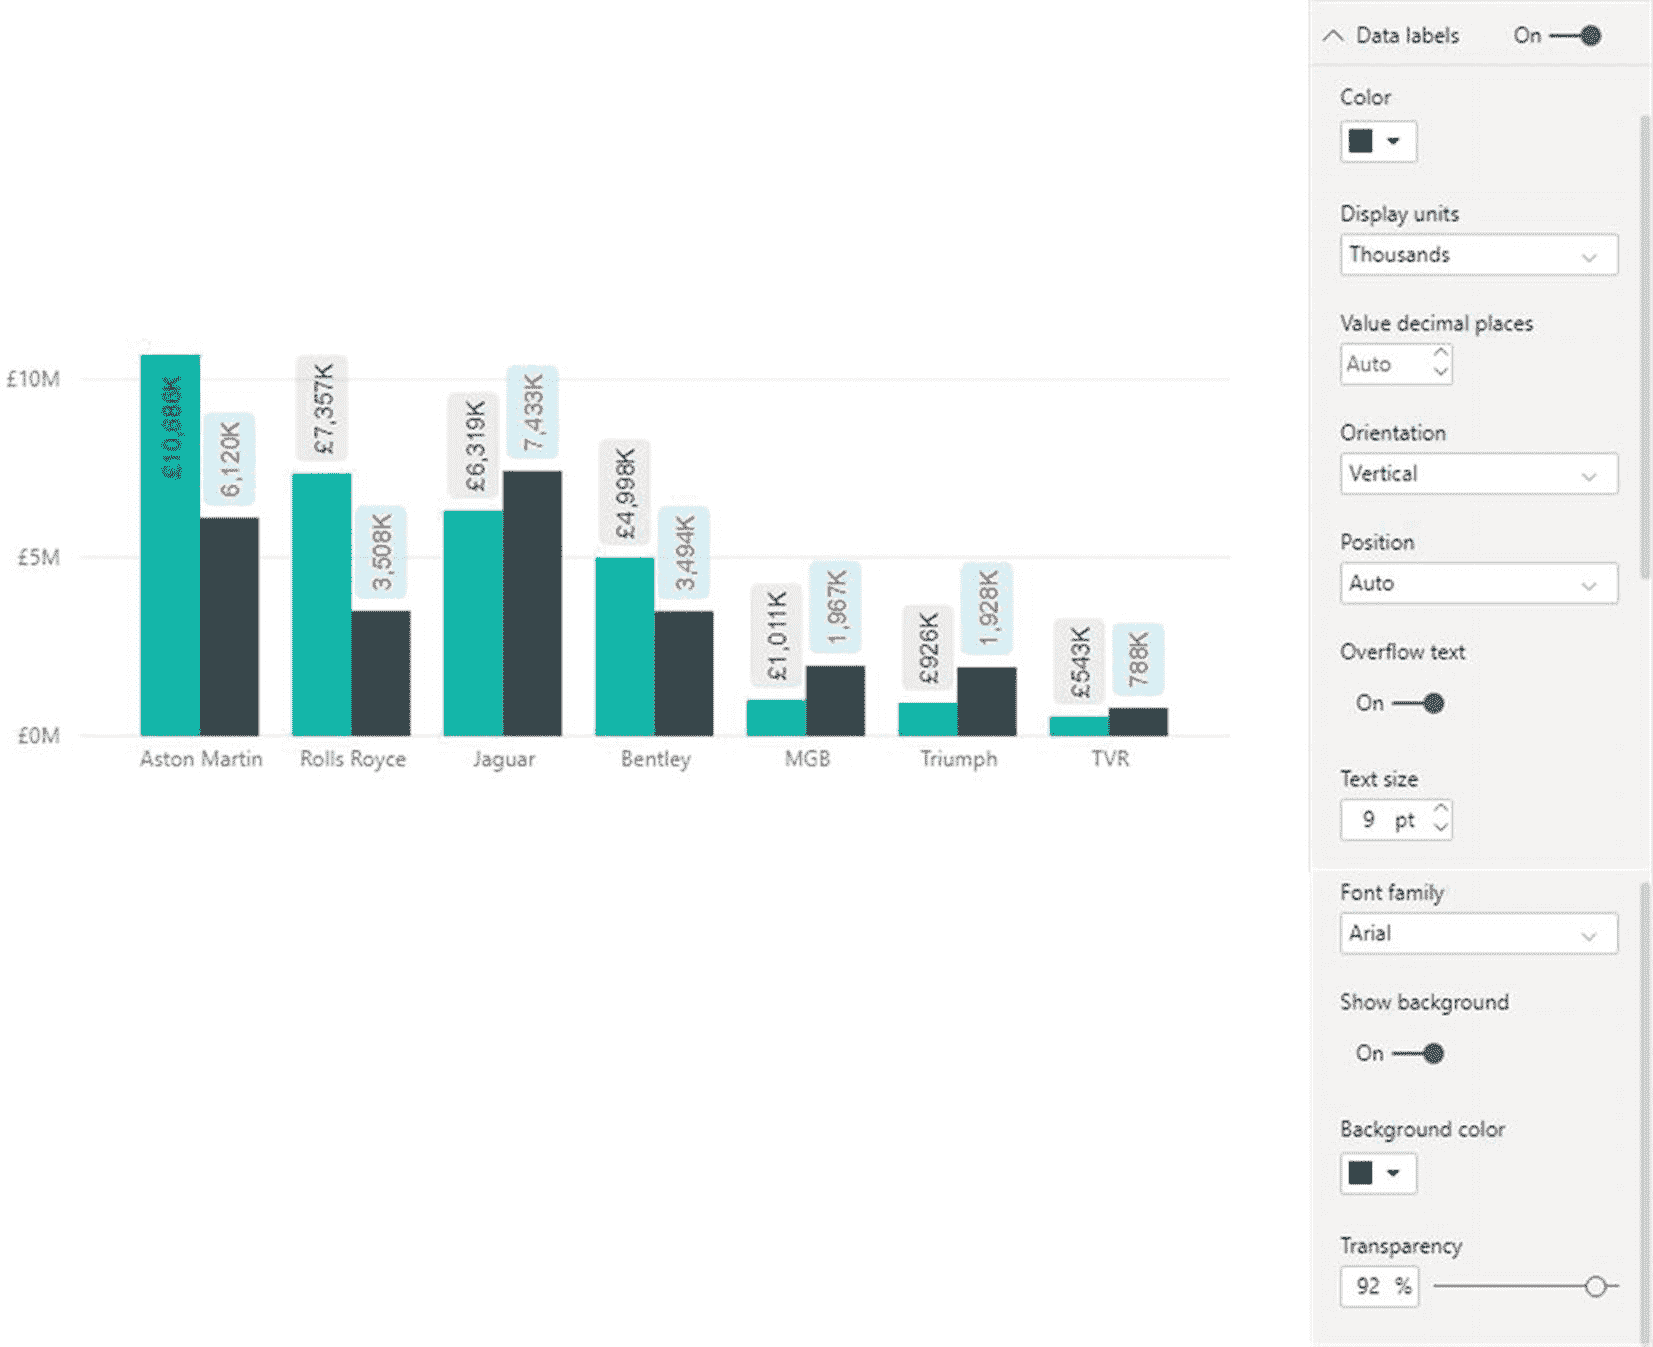 £10M
£5M
£0M
£10,686K
6,120K
£7,357K
3,508K
£6,319K
7,433K
£4,998K
3,494K
£1,011K
1,967K
£926K
1,928K
£543K
788K
Aston Martin
Rolls Royce
Jaguar
Bentley
MGB
Triumph
TVR
Data labels On
Color
Display units
Thousands
Value decimal places
Auto
Orientation
Vertical
Position
Auto
Overflow text
On
Text size
9 pt
Font family
Arial
Show background
On
Background color
Transparency
92 %